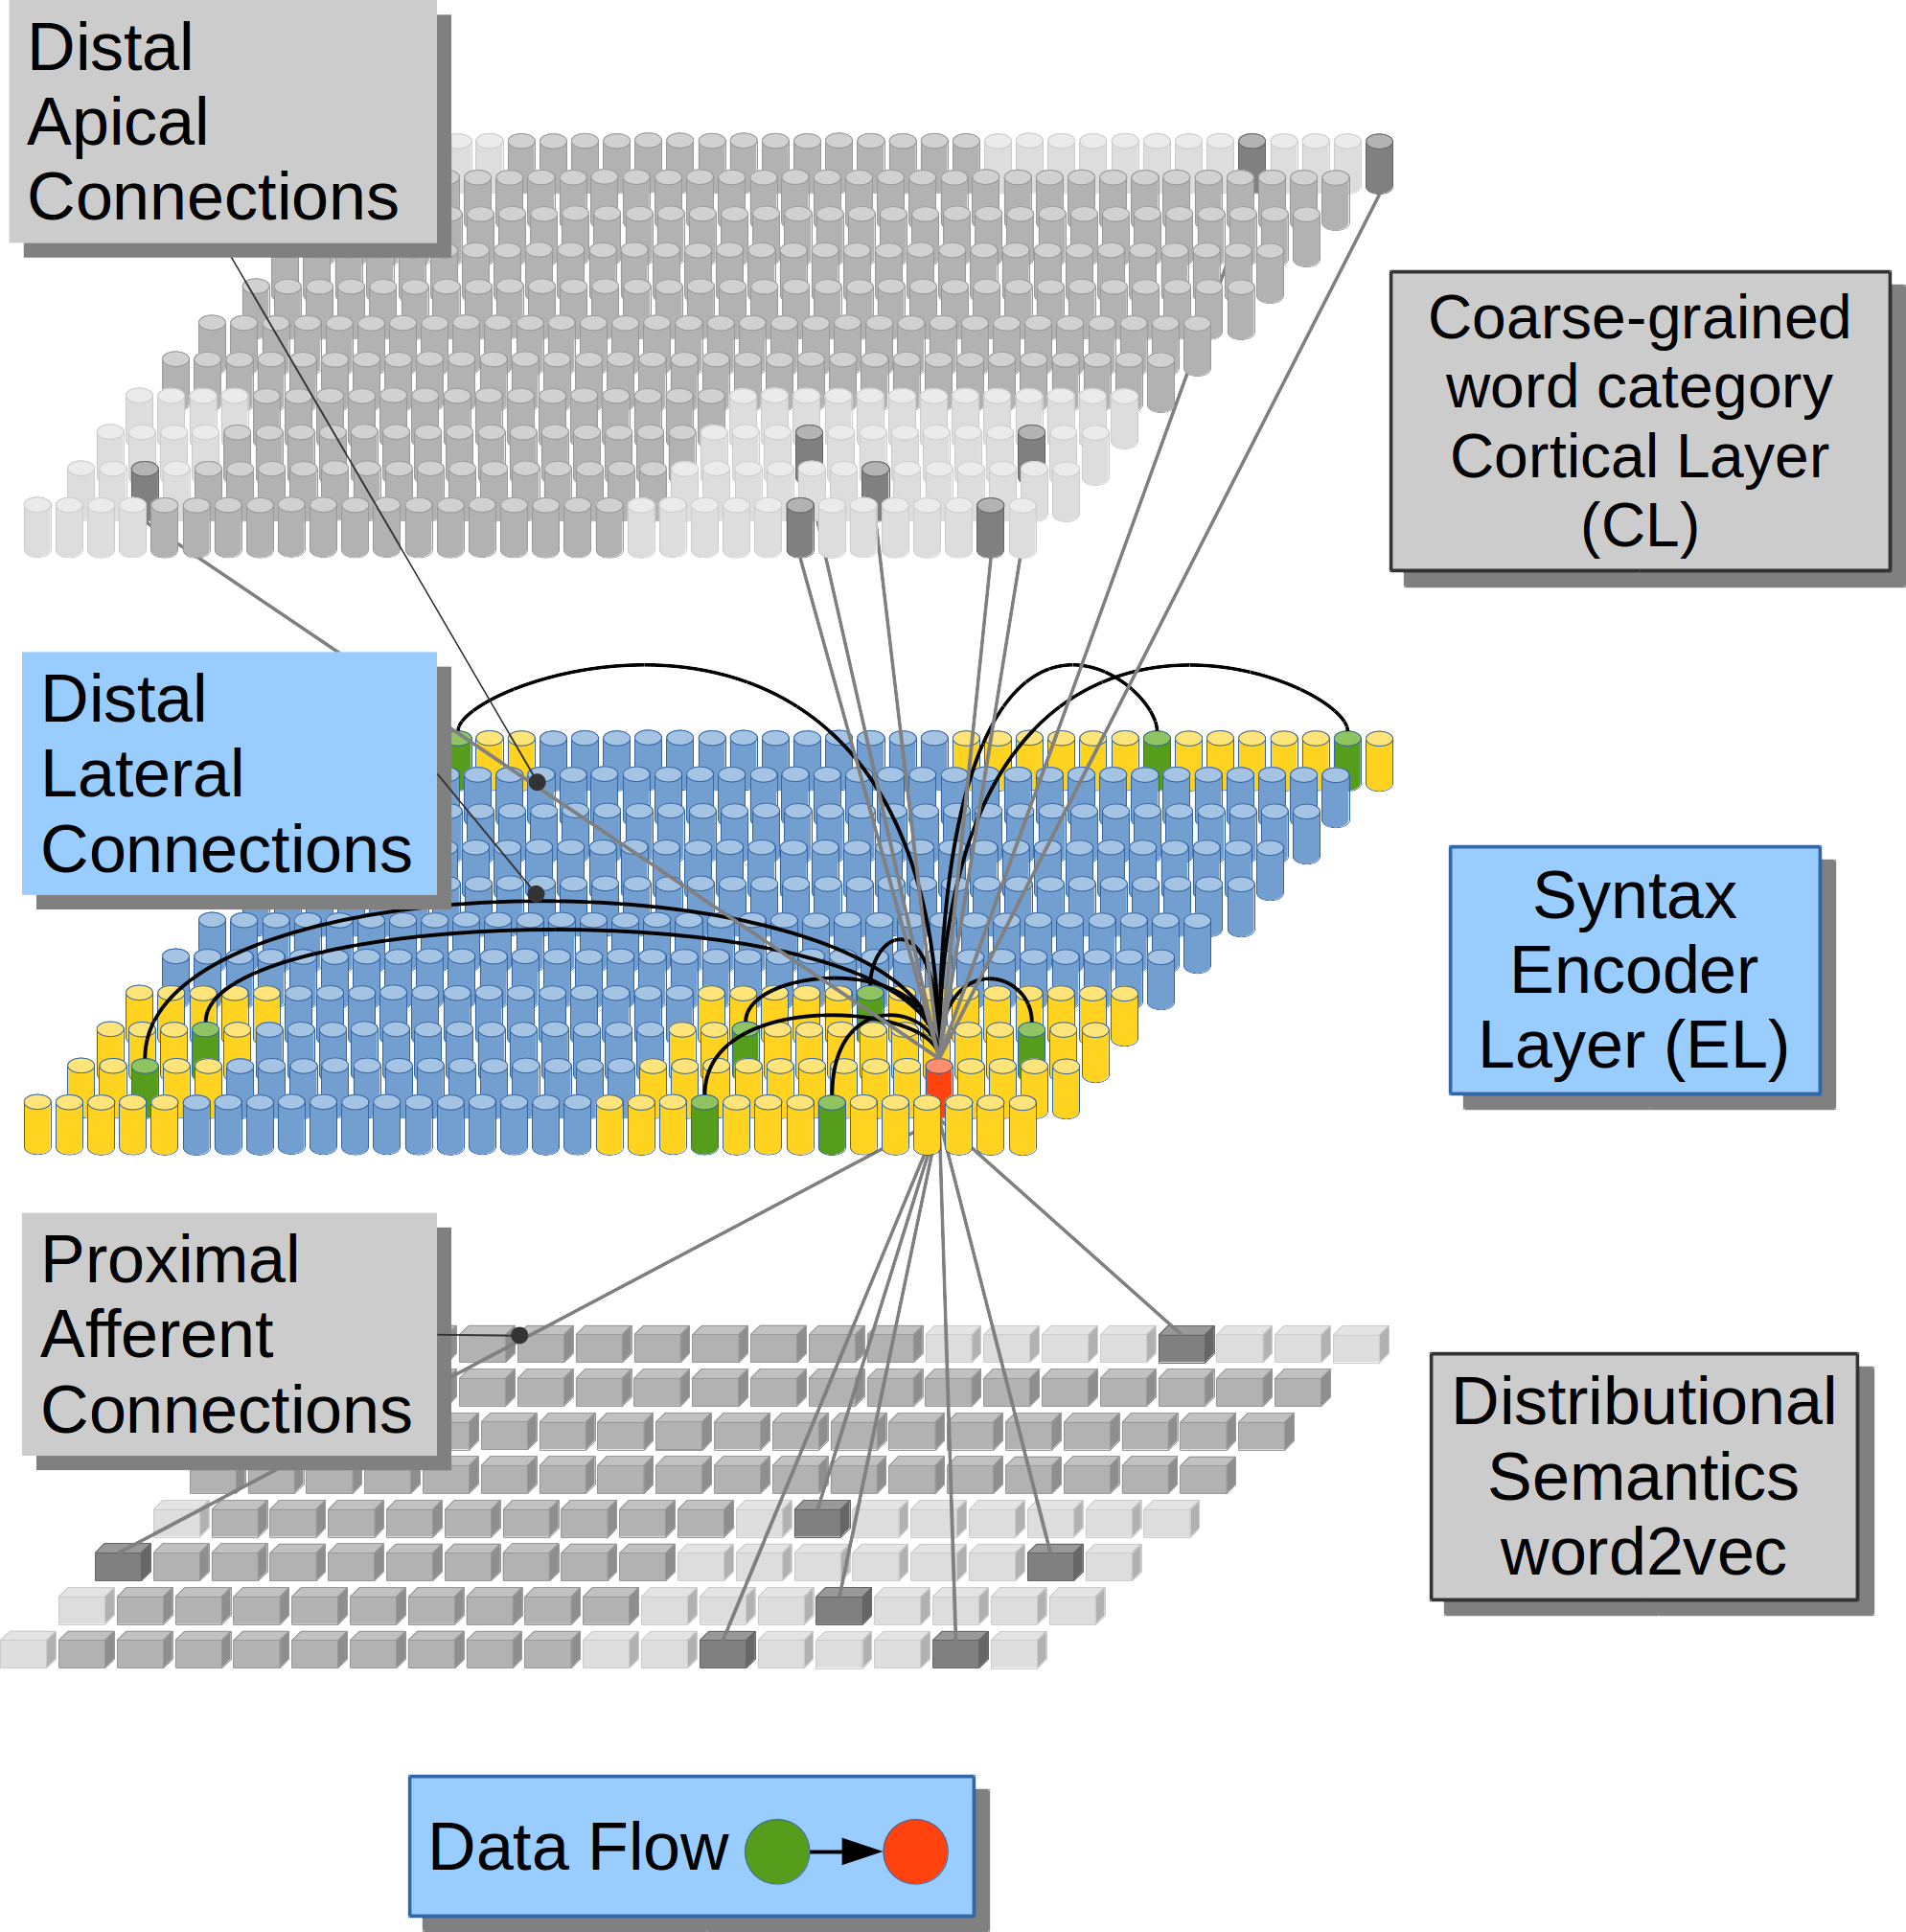 Distal
Apical
Connections
Coarse-grained
word category
Cortical Layer
(CL)
Distal
Lateral
Connections
Syntax
Encoder
Layer (EL)
Proximal
Afferent
Connections
Distributional
Semantics
word2vec
Data Flow